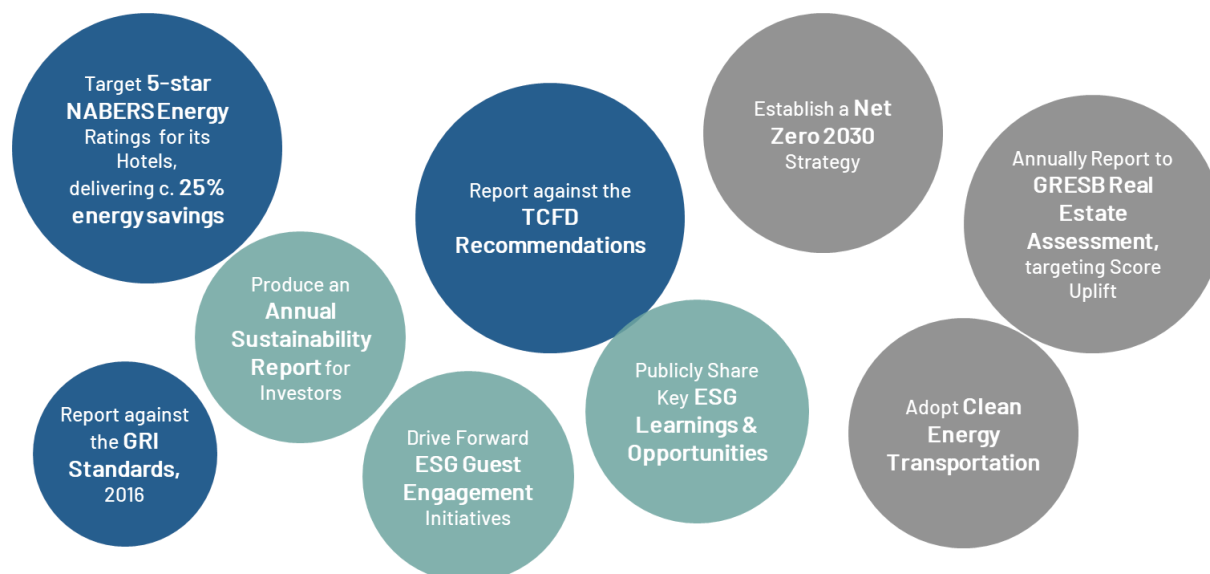 Target 5-star
NABERS Energy
Ratings for its
Hotels,
delivering c. 25%
energy savings
Produce an
Annual
Sustainability
Report for
Investors
Report against
the GRI
Standards,
2016
Report against the
TCFD
Recommendations
Drive Forward
ESG Guest
Engagement
Initiatives
Publicly Share
Key ESG
Learnings &
Opportunities
Establish a Net
Zero 2030
Strategy
Annually Report to
GRESB Real
Estate
Assessment,
targeting Score
Uplift
Adopt Clean
Energy
Transportation